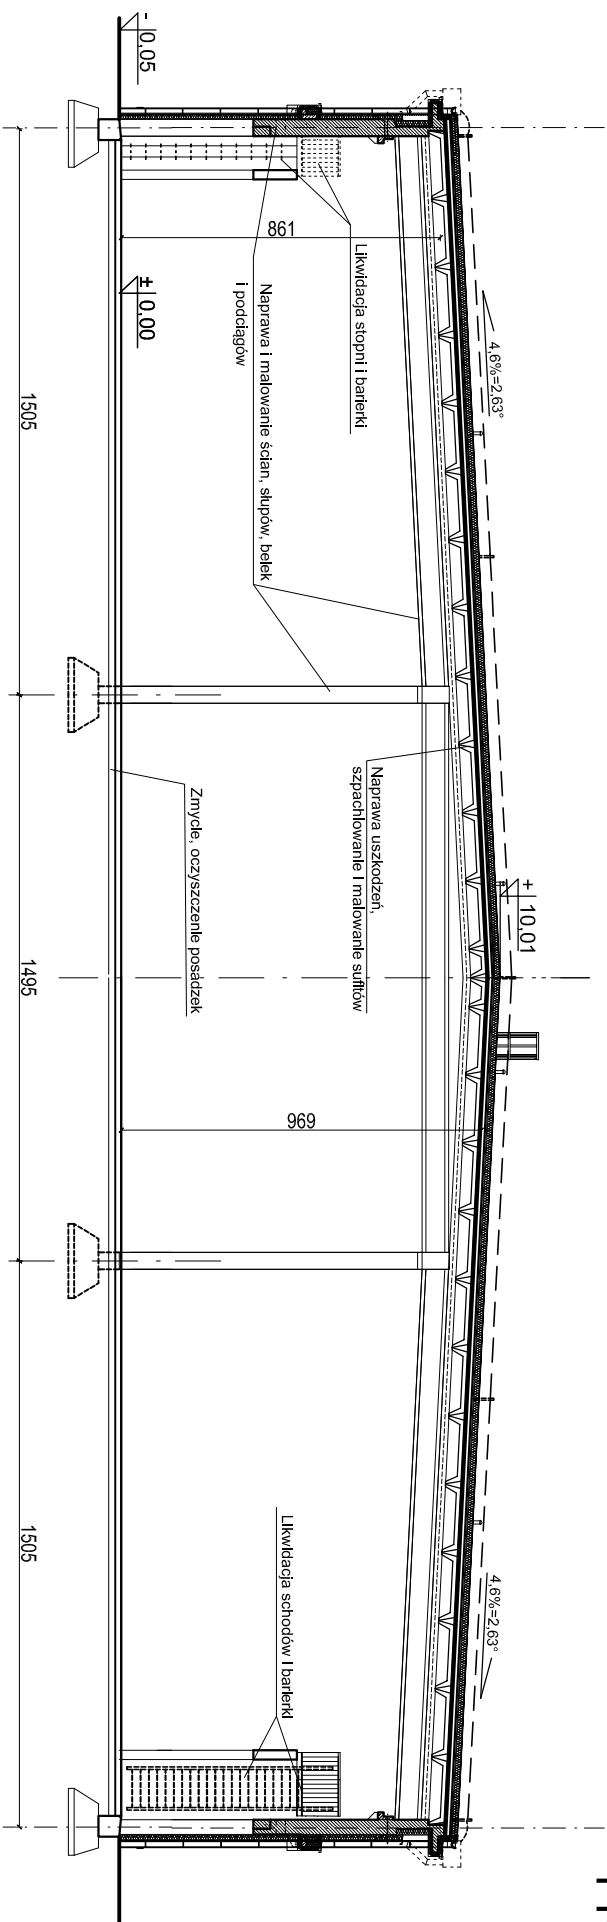 - 0,05
861
± 0,00
Likwidacja stopni i barierki
Naprawa i malowanie ścian, słupów, belek
i podciągów
4,6%=2,63°
1505
Naprawa uszkodzeń,
szpachlowanie i malowanie sufitów
Zmycie, oczyszczenie posadzek
+ 10,01
1495
969
Likwidacja schodów i barierki
4,6%=2,63°
1505